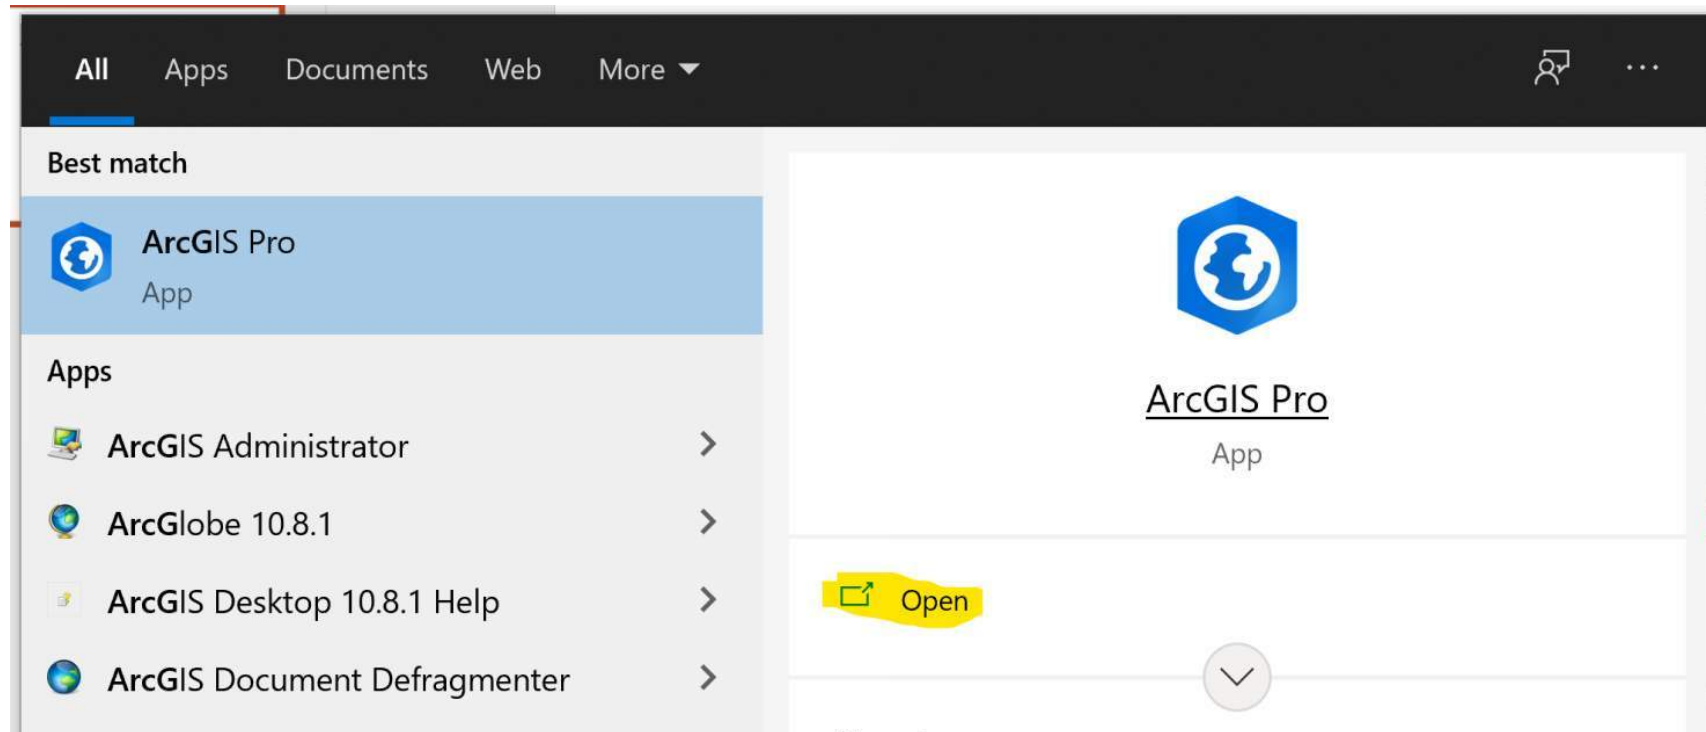 All Apps Documents Web More
Best match
ArcGIS Pro
App
Apps
ArcGIS Administrator
ArcGlobe 10.8.1
ArcGIS Desktop 10.8.1 Help
ArcGIS Document Defragmenter
ArcGIS Pro
App
Open